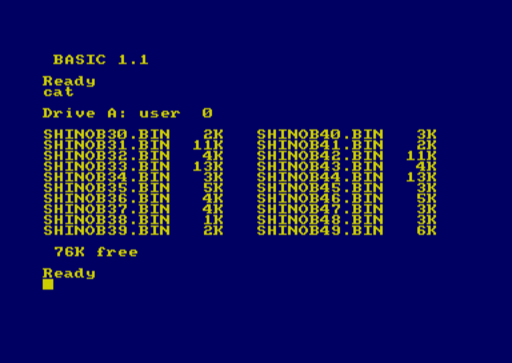 BASIC 1.1
Ready
cat
Drive A: user  0
SHINOB30.BIN   2K   SHINOB40.BIN   3K
SHINOB31.BIN  11K   SHINOB41.BIN   2K
SHINOB32.BIN   4K   SHINOB42.BIN  11K
SHINOB33.BIN  13K   SHINOB43.BIN   4K
SHINOB34.BIN   3K   SHINOB44.BIN  13K
SHINOB35.BIN   5K   SHINOB45.BIN   3K
SHINOB36.BIN   4K   SHINOB46.BIN   5K
SHINOB37.BIN   4K   SHINOB47.BIN   3K
SHINOB38.BIN   1K   SHINOB48.BIN   3K
SHINOB39.BIN   2K   SHINOB49.BIN   6K
76K free
Ready